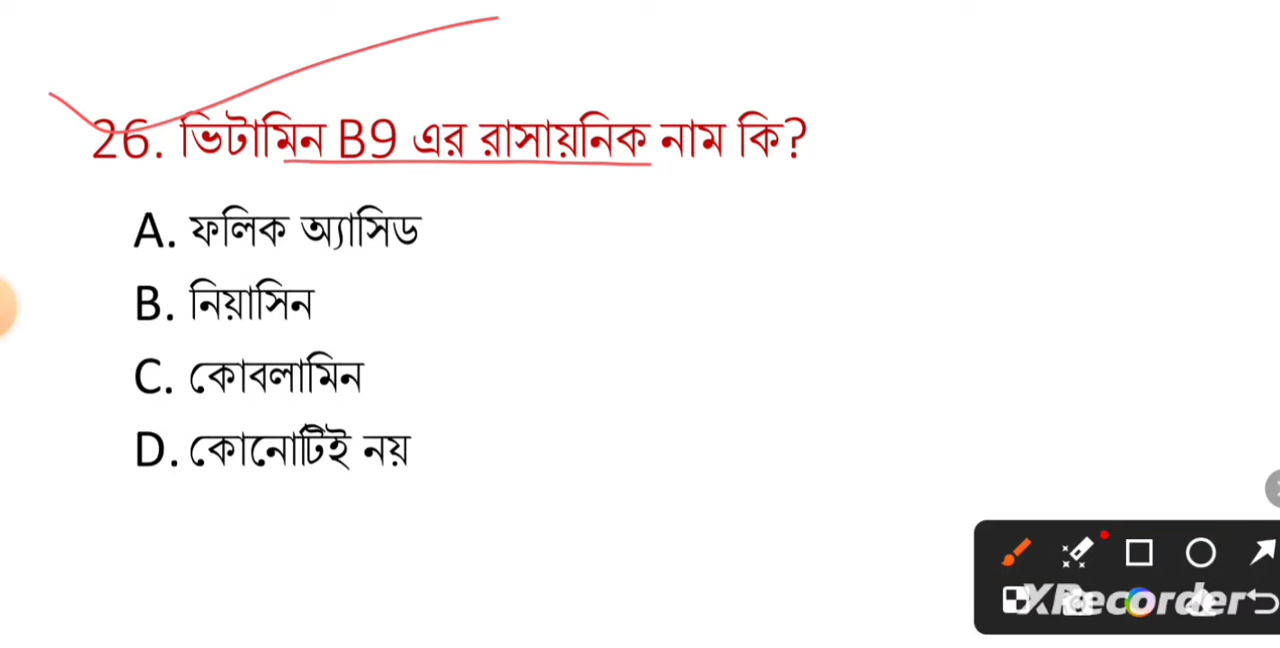 26. ভিটামিন B9 এর রাসায়নিক নাম কি?
A. ফলিক অ্যাসিড
B. নিয়াসিন
C. কোবলামিন
D. কোনোটিই নয়
XRecorder